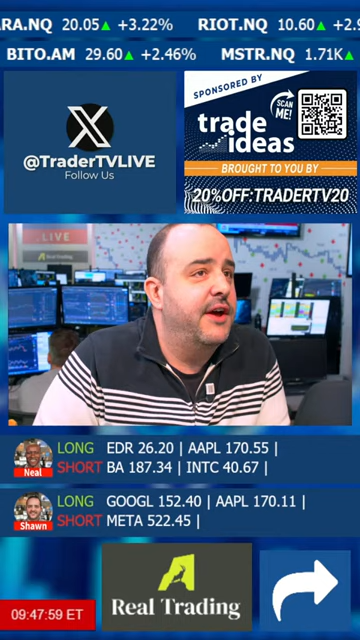 ARA.NQ 20.05▲ +3.22% RIOT.NQ 10.60▲ +3.
BITO.AM 29.60▲ +2.46% MSTR.NQ 1.71K▲
@TraderTVLIVE
Follow Us
SPONSORED BY
SCAN ME!
trade ideas
BROUGHT TO YOU BY
20%OFF:TRADERTV20
LIVE
Real Trading
LONG EDR 26.20 | AAPL 170.55 |
SHORT BA 187.34 | INTC 40.67 |
Neal
LONG GOOGL 152.40 | AAPL 170.11 |
SHORT META 522.45 |
Shawn
09:47:59 ET
Real Trading